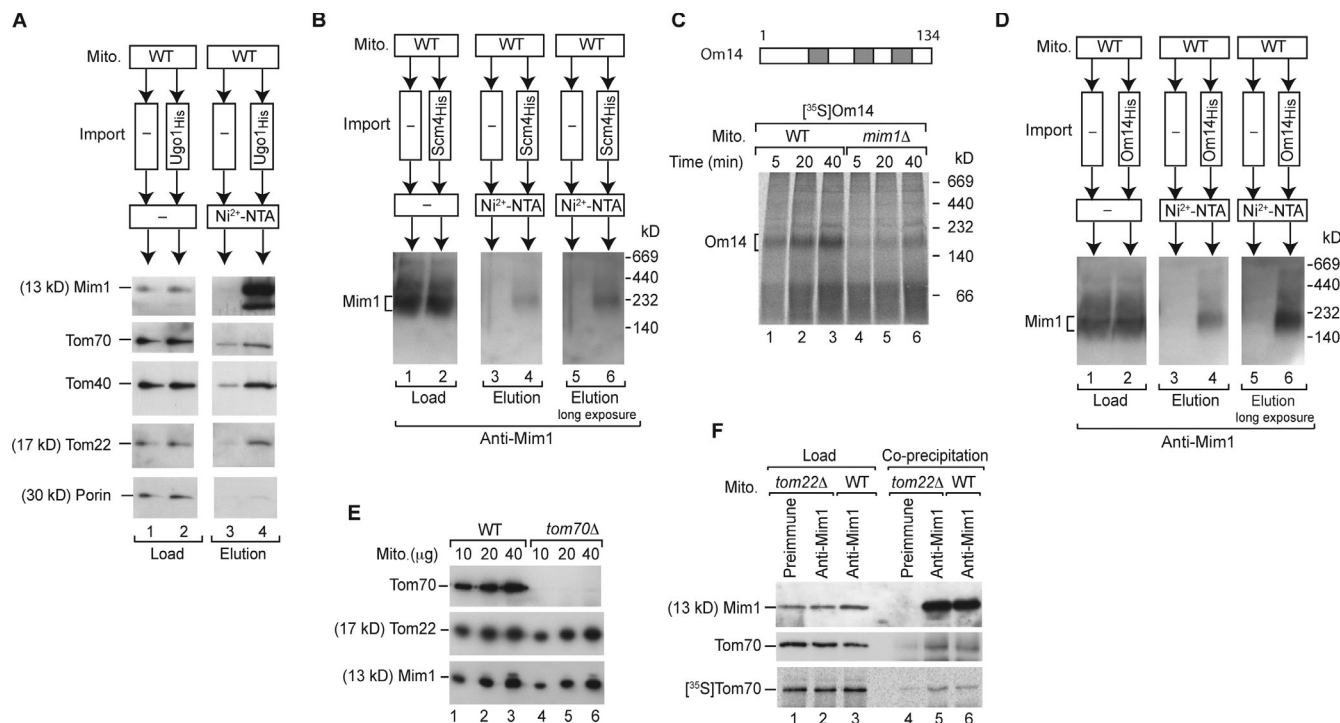 A
Mito. WT WT
Import – Ugo1His – Ugo1His
– Ni2+-NTA
(13 kD) Mim1
Tom70
Tom40
(17 kD) Tom22
(30 kD) Porin
1 2 3 4
Load Elution
B
Mito. WT WT WT
Import – Scm4His – Scm4His – Scm4His
– Ni2+-NTA Ni2+-NTA
kD
-669
-440
Mim1 -232
-140
1 2 3 4 5 6
Load Elution Elution
long exposure
Anti-Mim1
C
1 134
Om14
[35S]Om14
Mito. WT mim1Δ
Time (min) 5 20 40 5 20 40 kD
- 669
- 440
- 232
Om14 - 140
- 66
1 2 3 4 5 6
D
Mito. WT WT WT
Import – Om14His – Om14His – Om14His
– Ni2+-NTA Ni2+-NTA
kD
-669
-440
Mim1 -232
-140
1 2 3 4 5 6
Load Elution Elution
long exposure
Anti-Mim1
E
WT tom70Δ
Mito.(μg) 10 20 40 10 20 40
Tom70
(17 kD) Tom22
(13 kD) Mim1
1 2 3 4 5 6
F
Load Co-precipitation
Mito. tom22Δ WT tom22Δ WT
Preimmune Anti-Mim1 Anti-Mim1 Preimmune Anti-Mim1 Anti-Mim1
(13 kD) Mim1
Tom70
[35S]Tom70
1 2 3 4 5 6